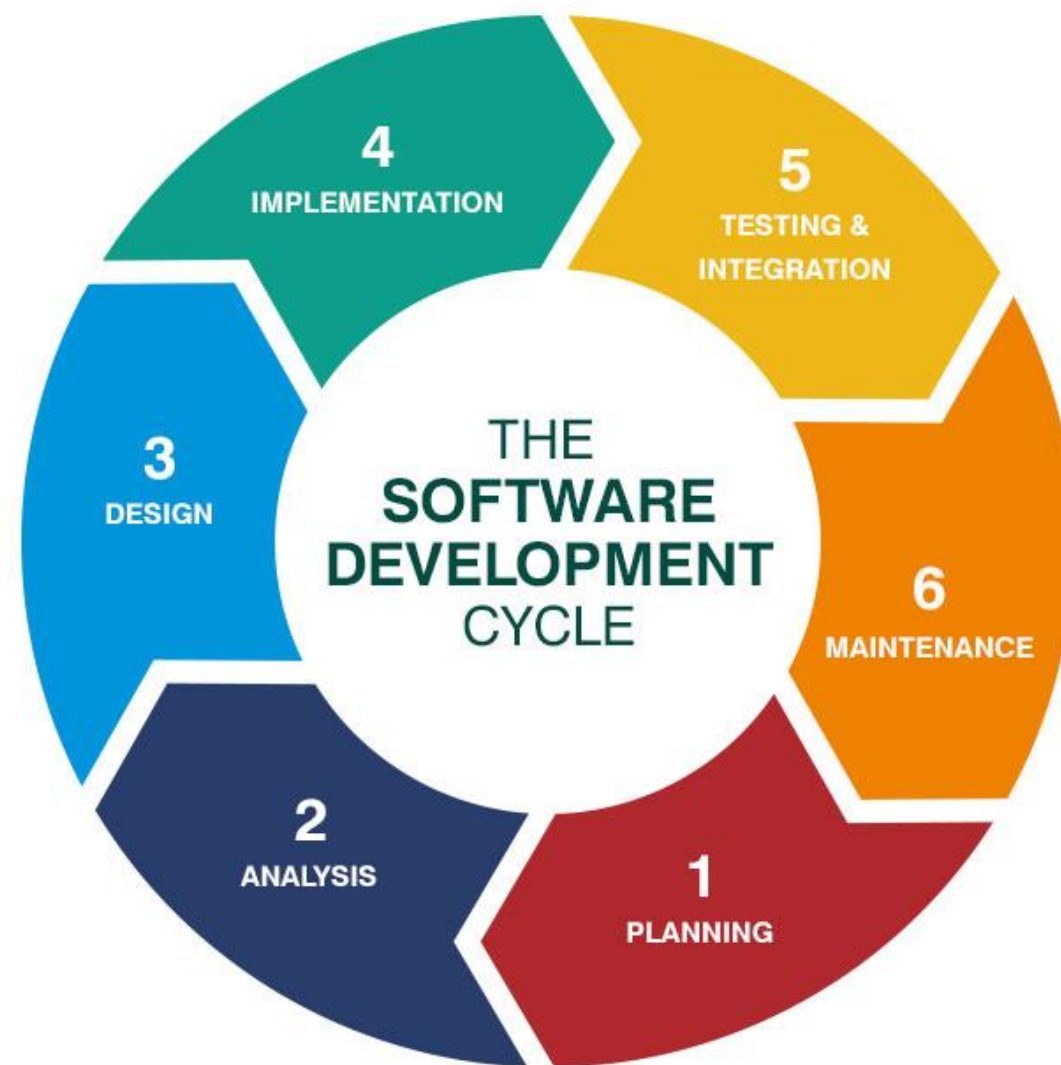 THE
SOFTWARE
DEVELOPMENT
CYCLE
1
PLANNING
2
ANALYSIS
3
DESIGN
4
IMPLEMENTATION
5
TESTING &
INTEGRATION
6
MAINTENANCE